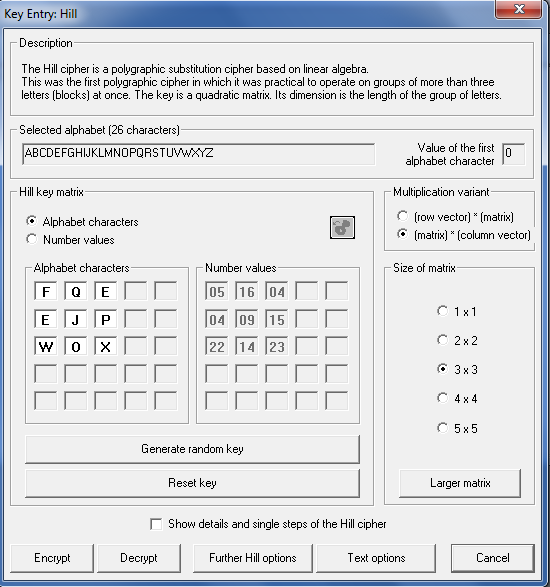 Key Entry: Hill
Description
The Hill cipher is a polygraphic substitution cipher based on linear algebra.
This was the first polygraphic cipher in which it was practical to operate on groups of more than three
letters (blocks) at once. The key is a quadratic matrix. Its dimension is the length of the group of letters.
Selected alphabet (26 characters)
ABCDEFGHIJKLMNOPQRSTUVWXYZ
Value of the first
alphabet character
0
Hill key matrix
Alphabet characters
Number values
Multiplication variant
(row vector) * (matrix)
(matrix) * (column vector)
Alphabet characters
F Q E
E J P
W O X
Number values
05 16 04
04 09 15
22 14 23
Size of matrix
1 x 1
2 x 2
3 x 3
4 x 4
5 x 5
Generate random key
Reset key
Larger matrix
Show details and single steps of the Hill cipher
Encrypt
Decrypt
Further Hill options
Text options
Cancel